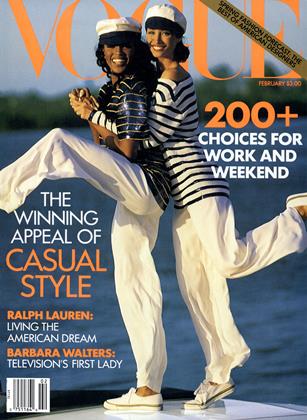 VOGUE
SPRING FASHION FORECAST: THE
BEST OF AMERICAN DESIGNERS
FEBRUARY $3.00
200+
CHOICES FOR
WORK AND
WEEKEND
THE
WINNING
APPEAL OF
CASUAL
STYLE
RALPH LAUREN:
LIVING THE
AMERICAN DREAM
BARBARA WALTERS:
TELEVISION'S FIRST LADY
02